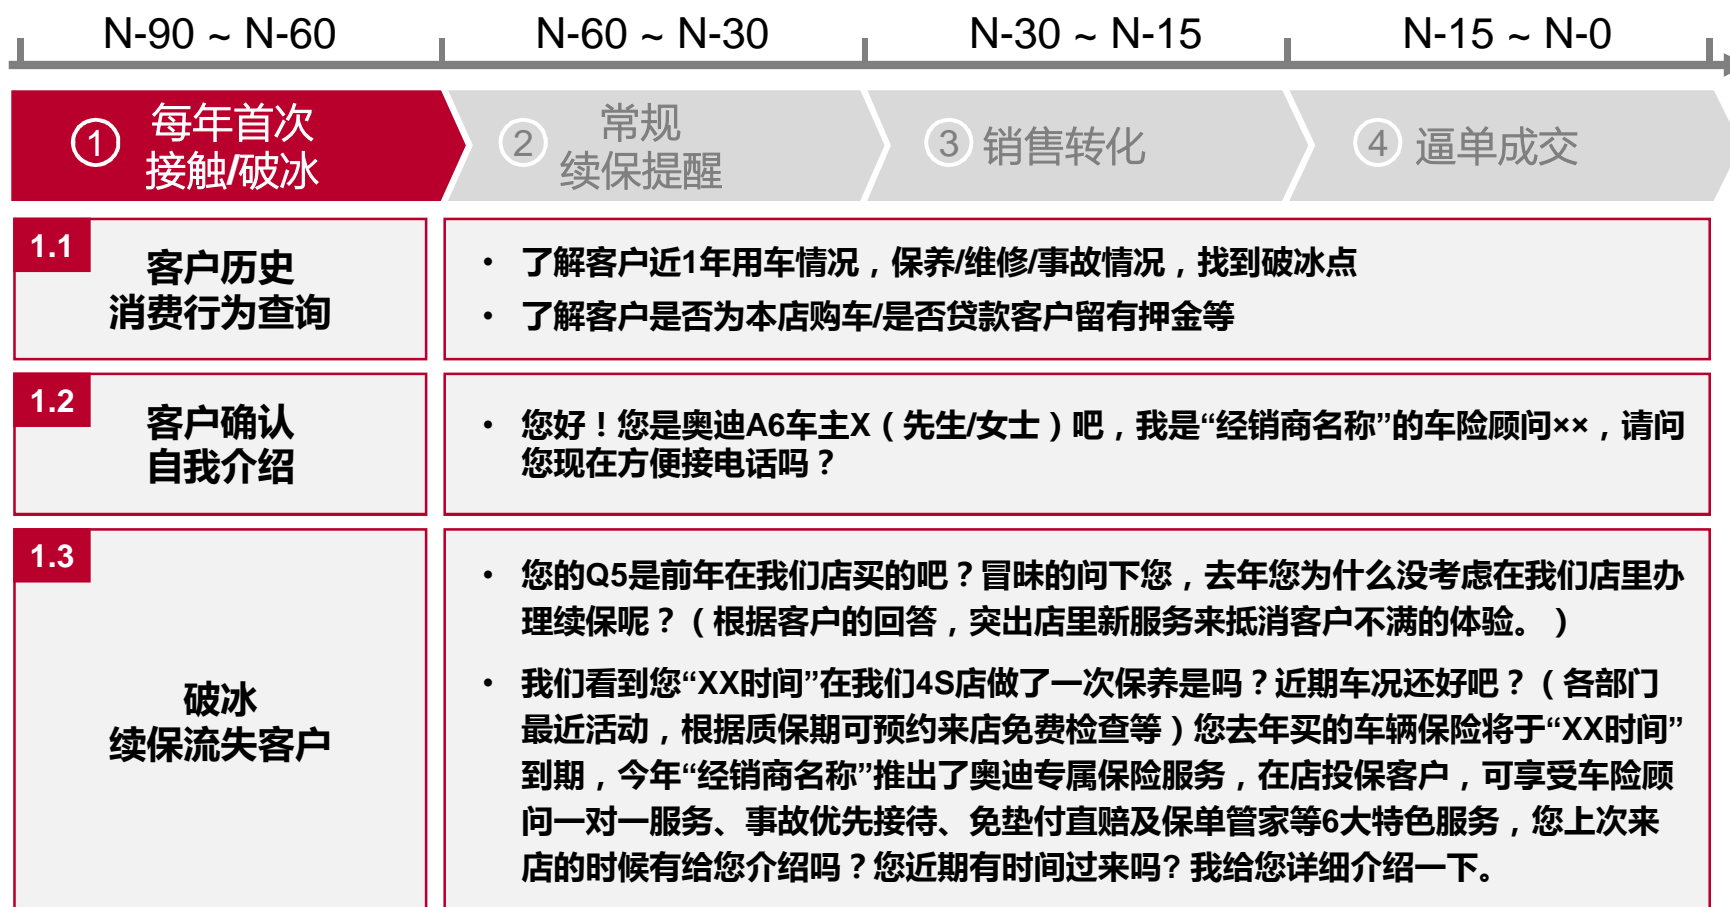 N-90 ~ N-60
N-60 ~ N-30
N-30 ~ N-15
N-15 ~ N-0
① 每年首次
接触/破冰
② 常规
续保提醒
③ 销售转化
④ 逼单成交
1.1
客户历史
消费行为查询
• 了解客户近1年用车情况，保养/维修/事故情况，找到破冰点
• 了解客户是否为本店购车/是否贷款客户留有押金等
1.2
客户确认
自我介绍
• 您好！您是奥迪A6车主X（先生/女士）吧，我是“经销商名称”的车险顾问××，请问
您现在方便接电话吗？
1.3
破冰
续保流失客户
• 您的Q5是前年在我们店买的吧？冒昧的问下您，去年您为什么没考虑在我们店里办
理续保呢？（根据客户的回答，突出店里新服务来抵消客户不满的体验。）
• 我们看到您“XX时间”在我们4S店做了一次保养是吗？近期车况还好吧？（各部门
最近活动，根据质保期可预约来店免费检查等）您去年买的车辆保险将于“XX时间”
到期，今年“经销商名称”推出了奥迪专属保险服务，在店投保客户，可享受车险顾
问一对一服务、事故优先接待、免垫付直赔及保单管家等6大特色服务，您上次来
店的时候有给您介绍吗？您近期有时间过来吗? 我给您详细介绍一下。